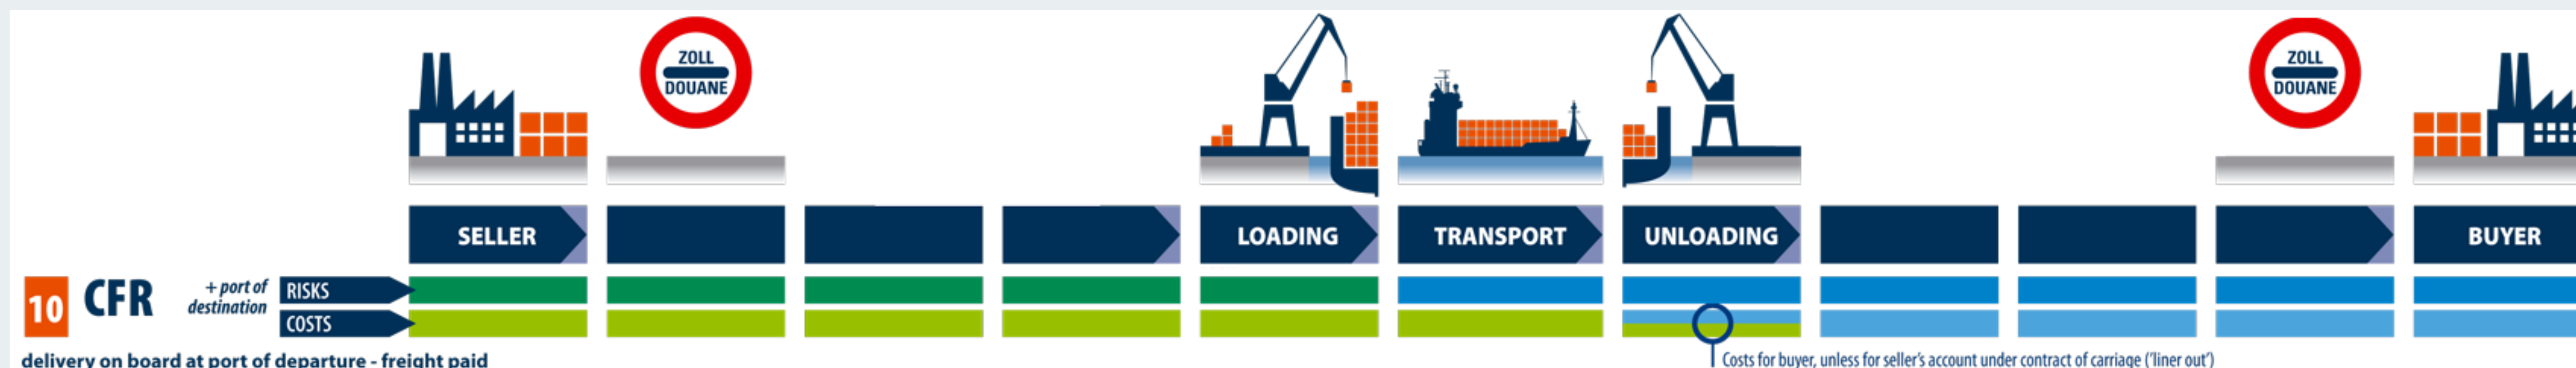 ZOLL
DOUANE
ZOLL
DOUANE
SELLER
LOADING
TRANSPORT
UNLOADING
BUYER
10
CFR
+ port of
destination
RISKS
COSTS
delivery on board at port of departure - freight paid
Costs for buyer, unless for seller's account under contract of carriage ('liner out')